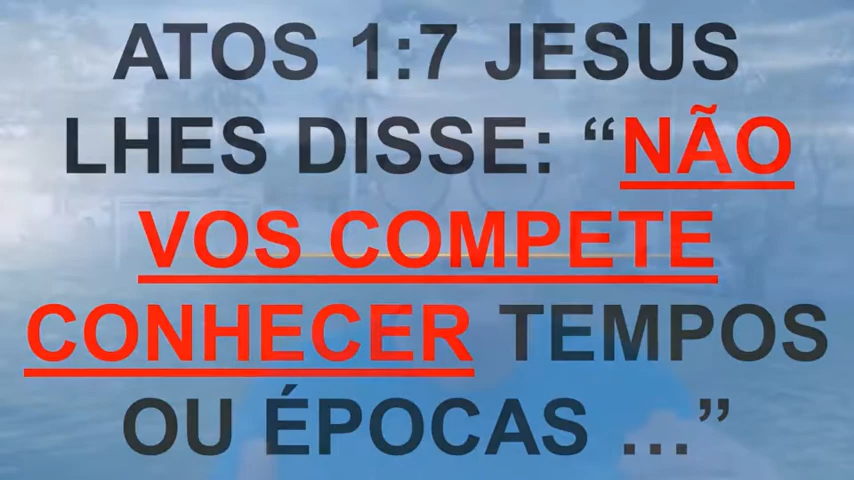 ATOS 1:7 JESUS
LHES DISSE: “NÃO
VOS COMPETE
CONHECER TEMPOS
OU ÉPOCAS ...”